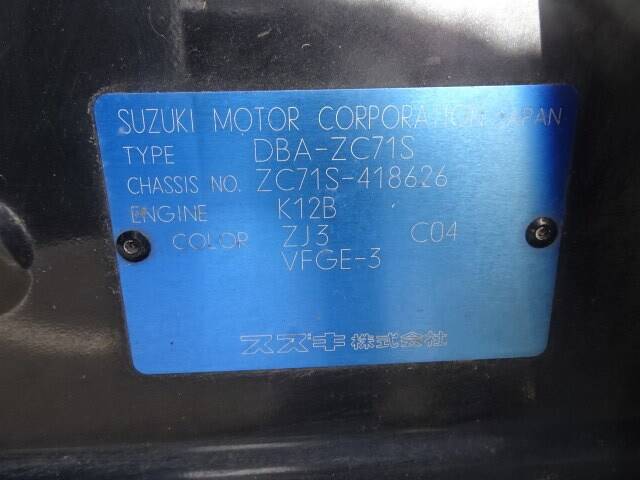 SUZUKI MOTOR CORPORATION JAPAN
TYPE DBA-ZC71S
CHASSIS NO. ZC71S-418626
ENGINE K12B
COLOR ZJ3 C04
VFGE-3
スズキ株式会社